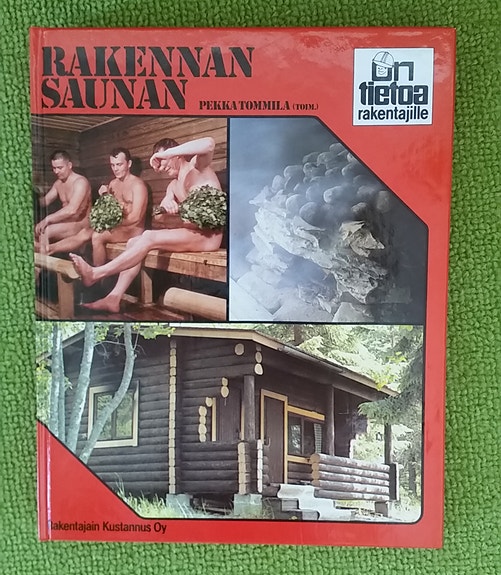 RAKENNAN
SAUNAN
PEKKA TOMMILA (TOIM.)
on
tietoa
rakentajille
Rakentajain Kustannus Oy